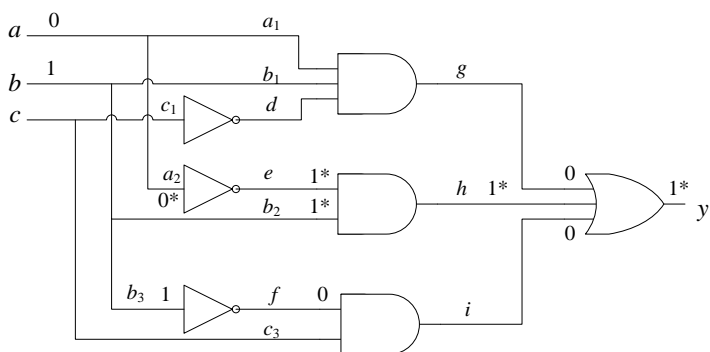 a 0 a₁
b 1 b₁ g
c c₁ d
a₂ e 1* 0 1*
0* b₂ 1* h 1* y
0
b₃ 1 f 0 i
c₃